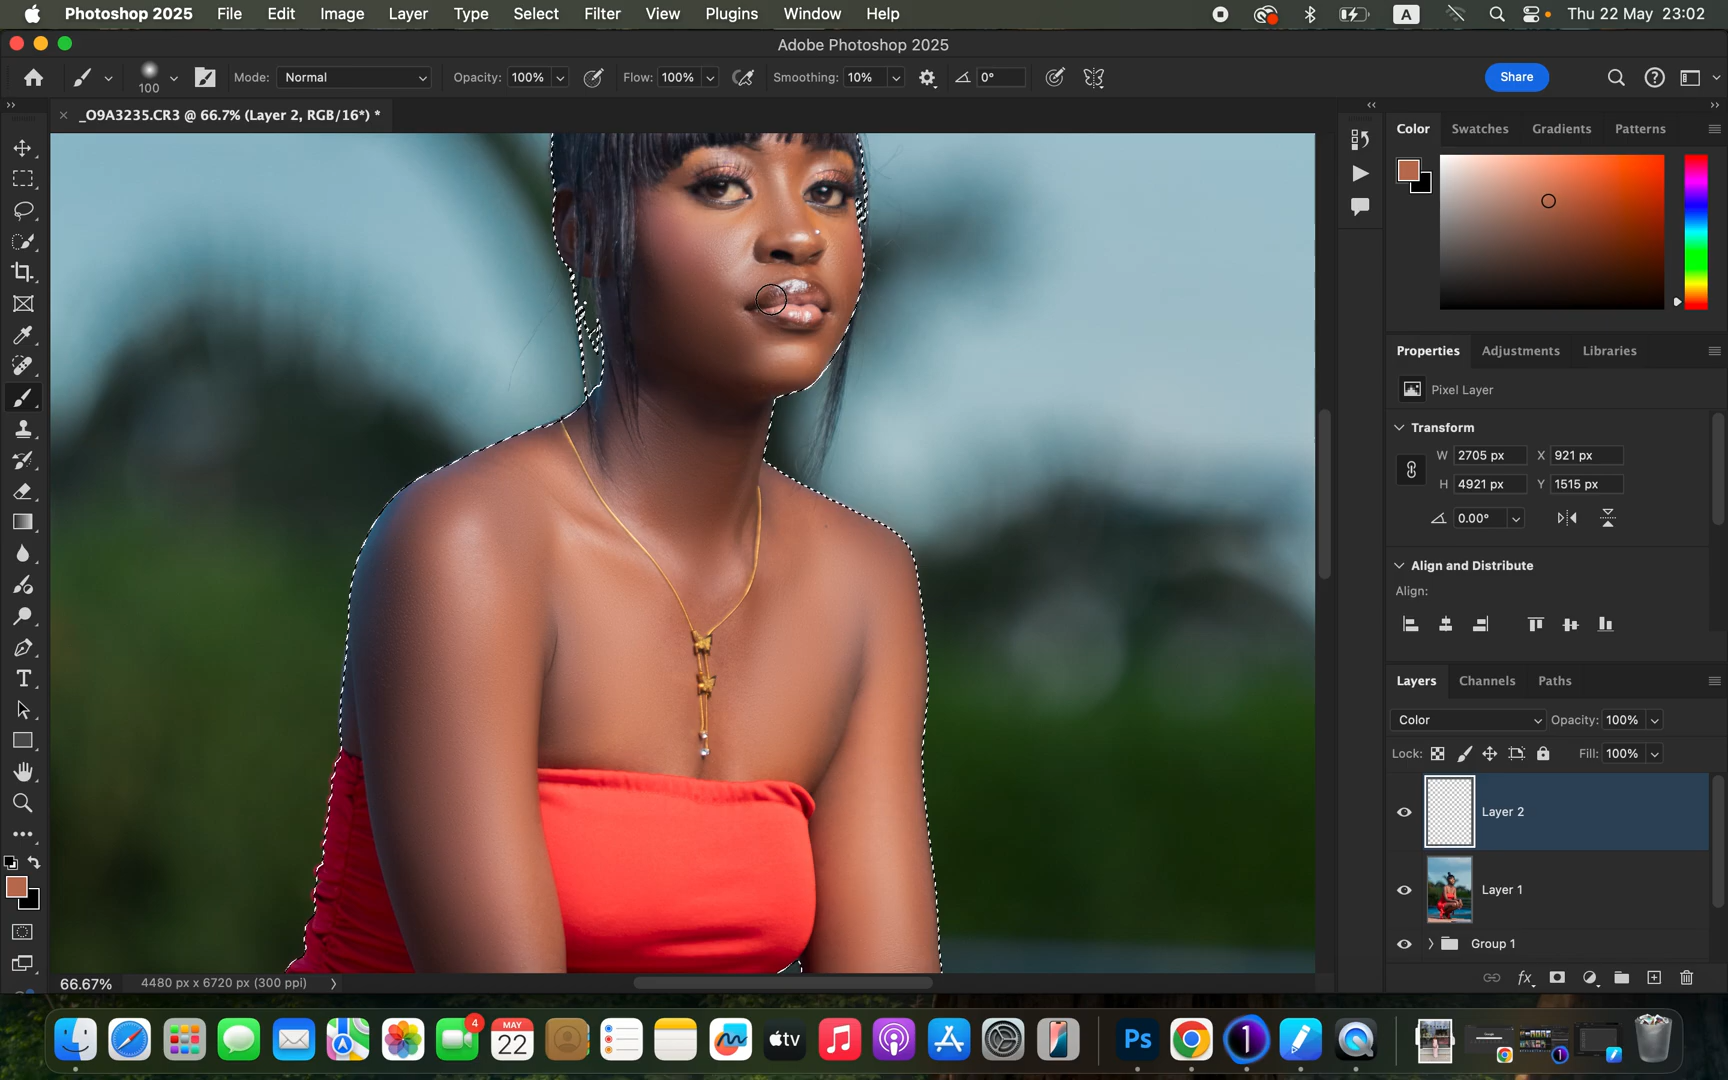 Photoshop 2025 File Edit Image Layer Type Select Filter View Plugins Window Help A Thu 22 May 23:02
Adobe Photoshop 2025
100 Mode: Normal Opacity: 100% Flow: 100% Smoothing: 10% 0° Share
_O9A3235.CR3 @ 66.7% (Layer 2, RGB/16*) *
Color Swatches Gradients Patterns
Properties Adjustments Libraries
Pixel Layer
Transform
W 2705 px X 921 px
H 4921 px Y 1515 px
0.00°
Align and Distribute
Align:
Layers Channels Paths
Color Opacity: 100%
Lock: Fill: 100%
Layer 2
Layer 1
Group 1
66.67% 4480 px x 6720 px (300 ppi)
4
MAY
22
tv
Ps
1